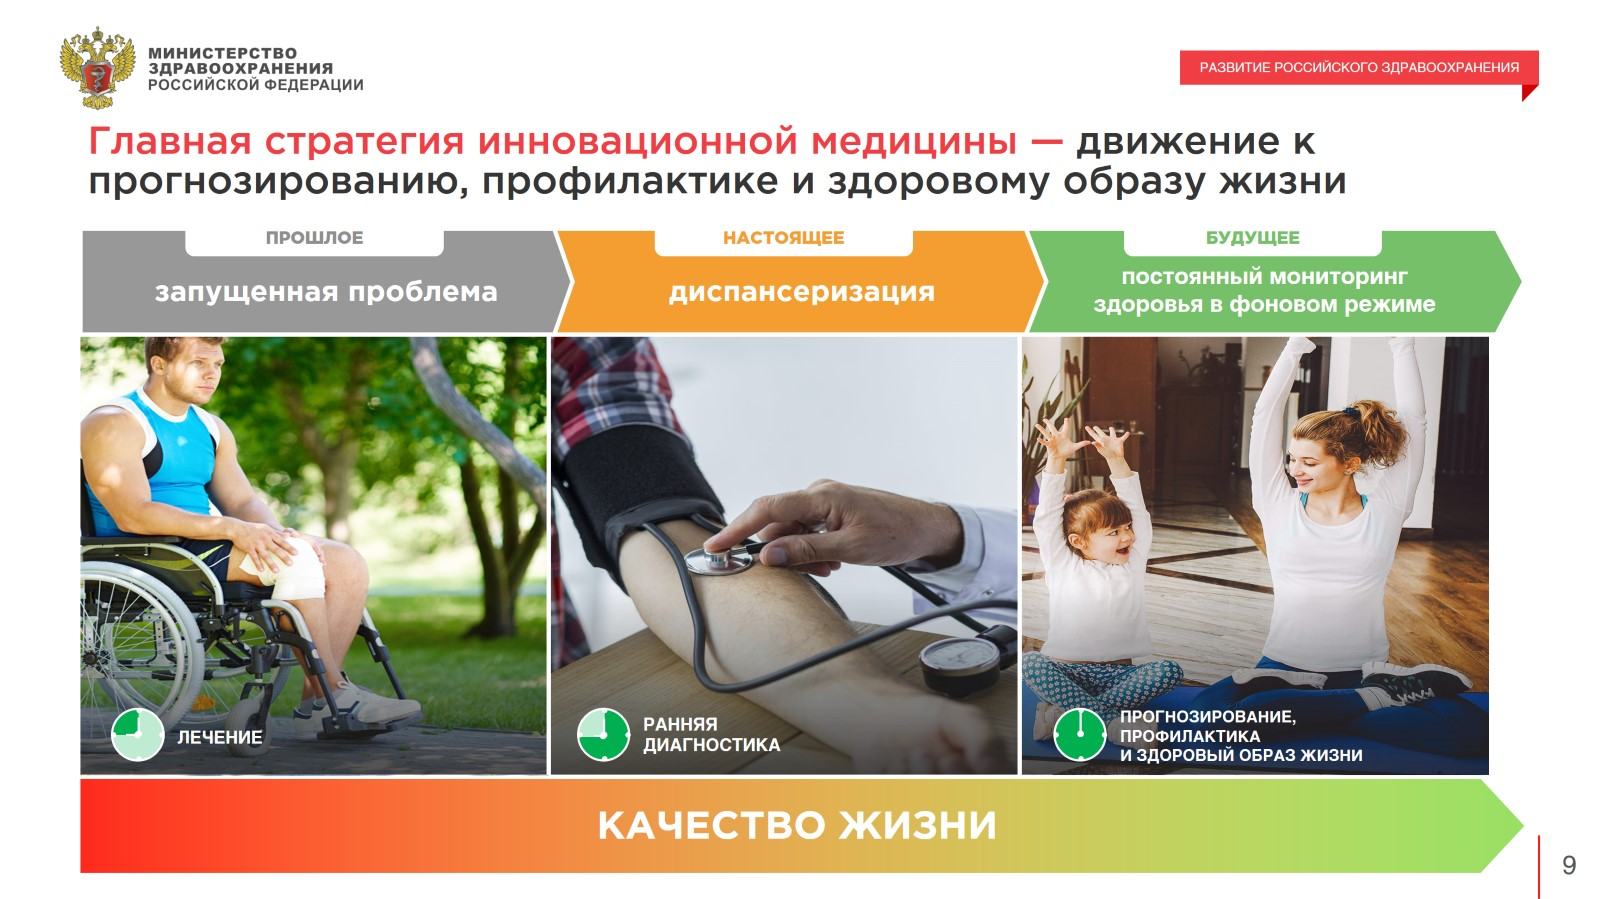 МИНИСТЕРСТВО
ЗДРАВООХРАНЕНИЯ
РОССИЙСКОЙ ФЕДЕРАЦИИ
РАЗВИТИЕ РОССИЙСКОГО ЗДРАВООХРАНЕНИЯ
Главная стратегия инновационной медицины — движение к
прогнозированию, профилактике и здоровому образу жизни
ПРОШЛОЕ
запущенная проблема
НАСТОЯЩЕЕ
диспансеризация
БУДУЩЕЕ
постоянный мониторинг
здоровья в фоновом режиме
ЛЕЧЕНИЕ
РАННЯЯ
ДИАГНОСТИКА
ПРОГНОЗИРОВАНИЕ,
ПРОФИЛАКТИКА
И ЗДОРОВЫЙ ОБРАЗ ЖИЗНИ
КАЧЕСТВО ЖИЗНИ
9